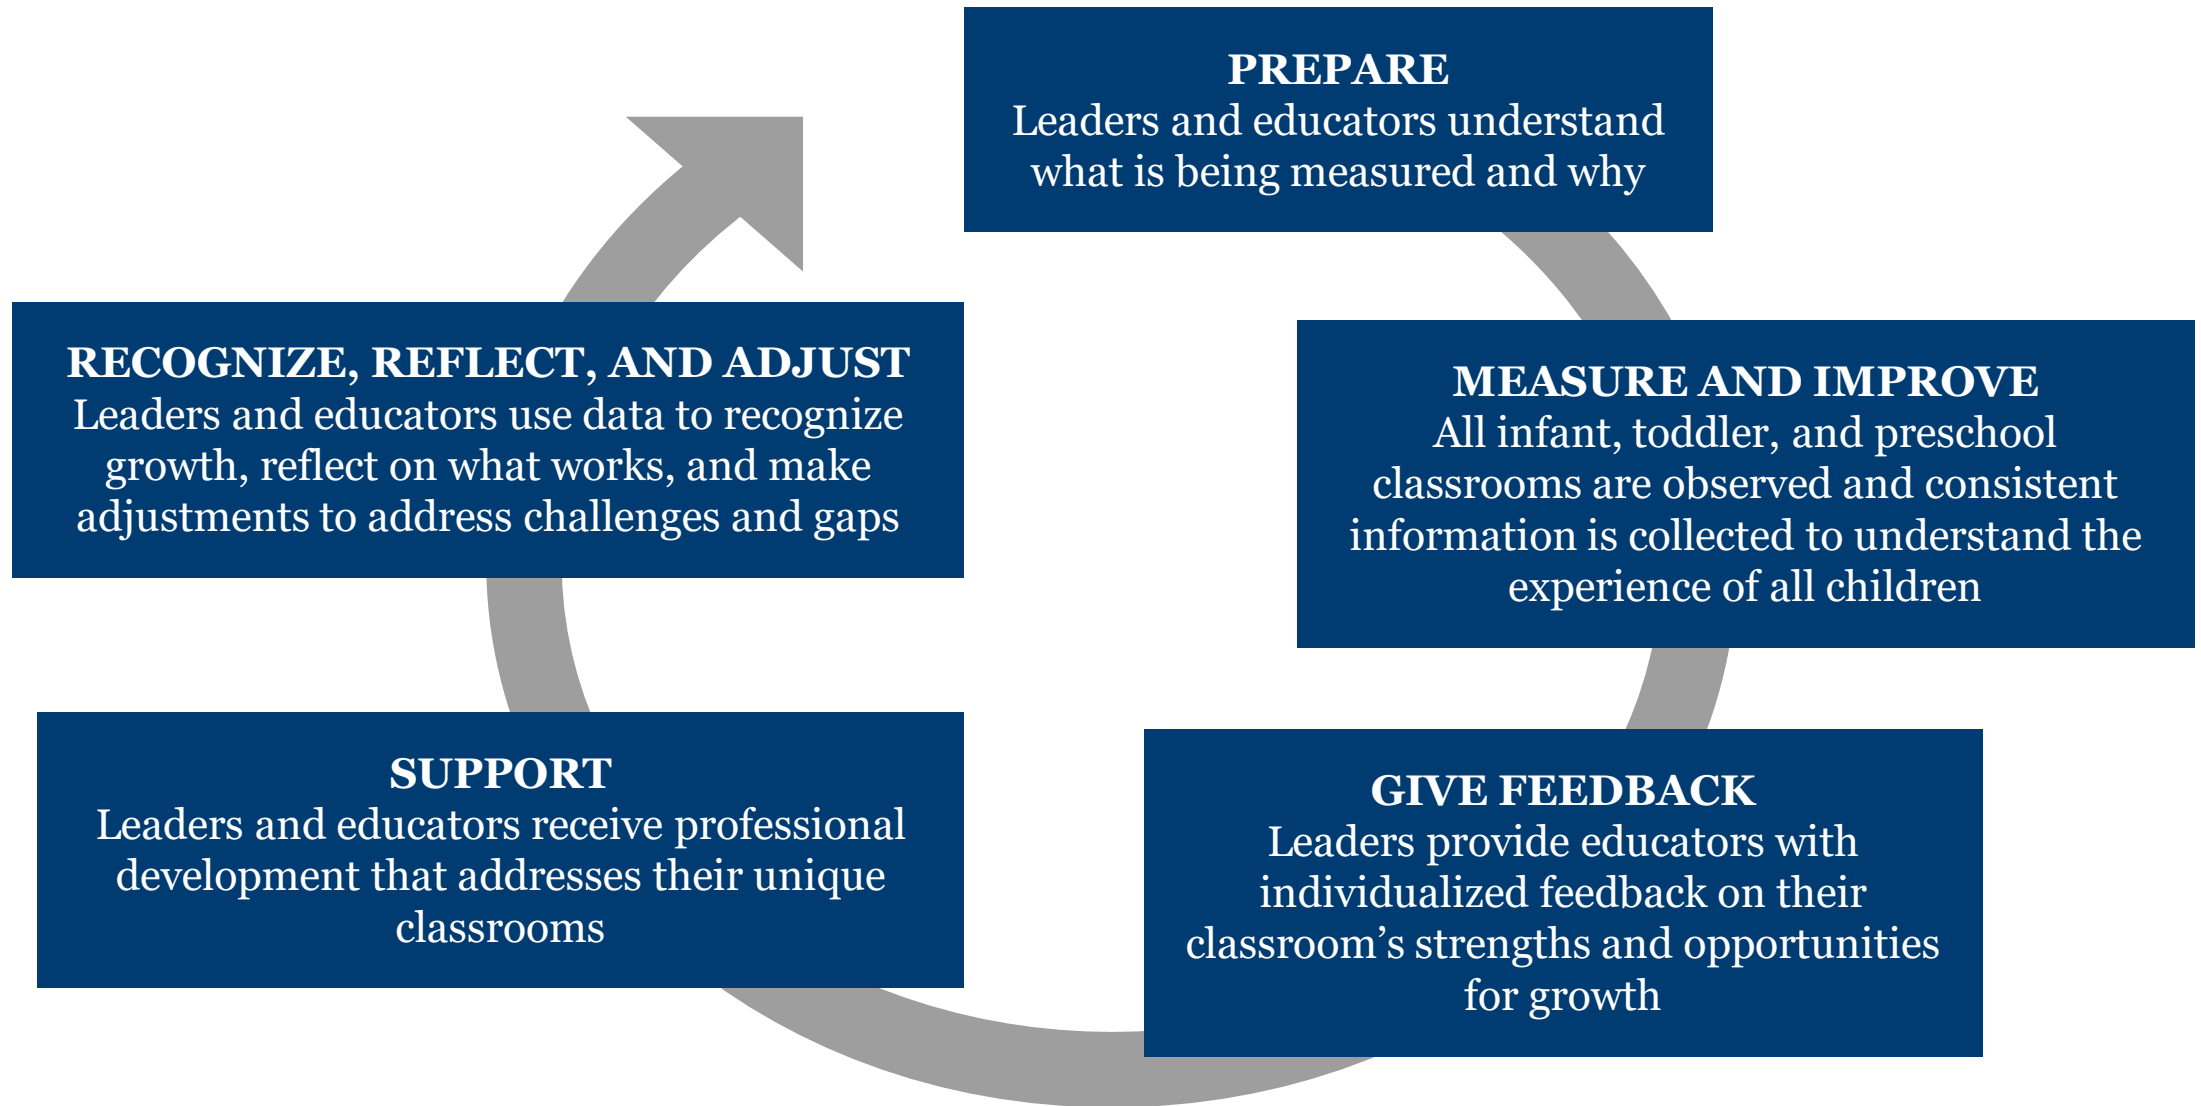 PREPARE
Leaders and educators understand
what is being measured and why
MEASURE AND IMPROVE
All infant, toddler, and preschool
classrooms are observed and consistent
information is collected to understand the
experience of all children
GIVE FEEDBACK
Leaders provide educators with
individualized feedback on their
classroom’s strengths and opportunities
for growth
SUPPORT
Leaders and educators receive professional
development that addresses their unique
classrooms
RECOGNIZE, REFLECT, AND ADJUST
Leaders and educators use data to recognize
growth, reflect on what works, and make
adjustments to address challenges and gaps